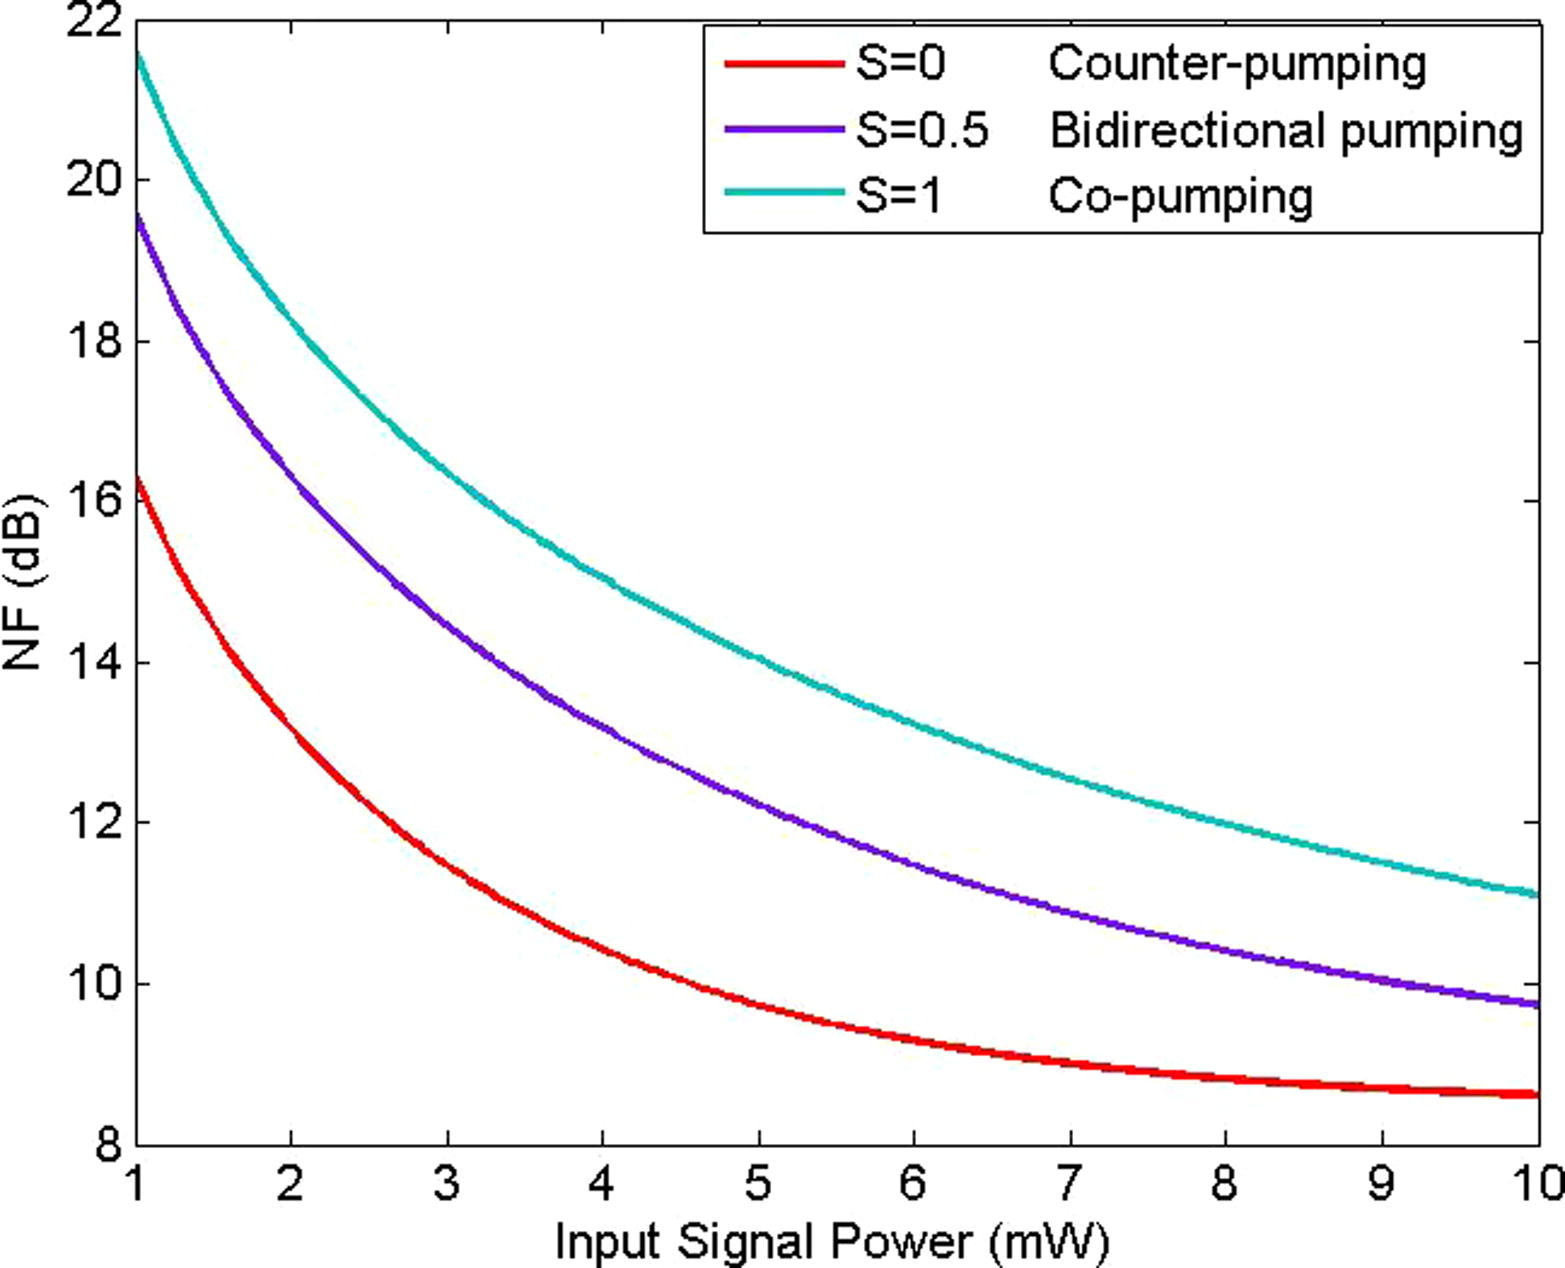 22
20
18
16
14
12
10
8
NF (dB)
S=0 Counter-pumping
S=0.5 Bidirectional pumping
S=1 Co-pumping
1 2 3 4 5 6 7 8 9 10
Input Signal Power (mW)